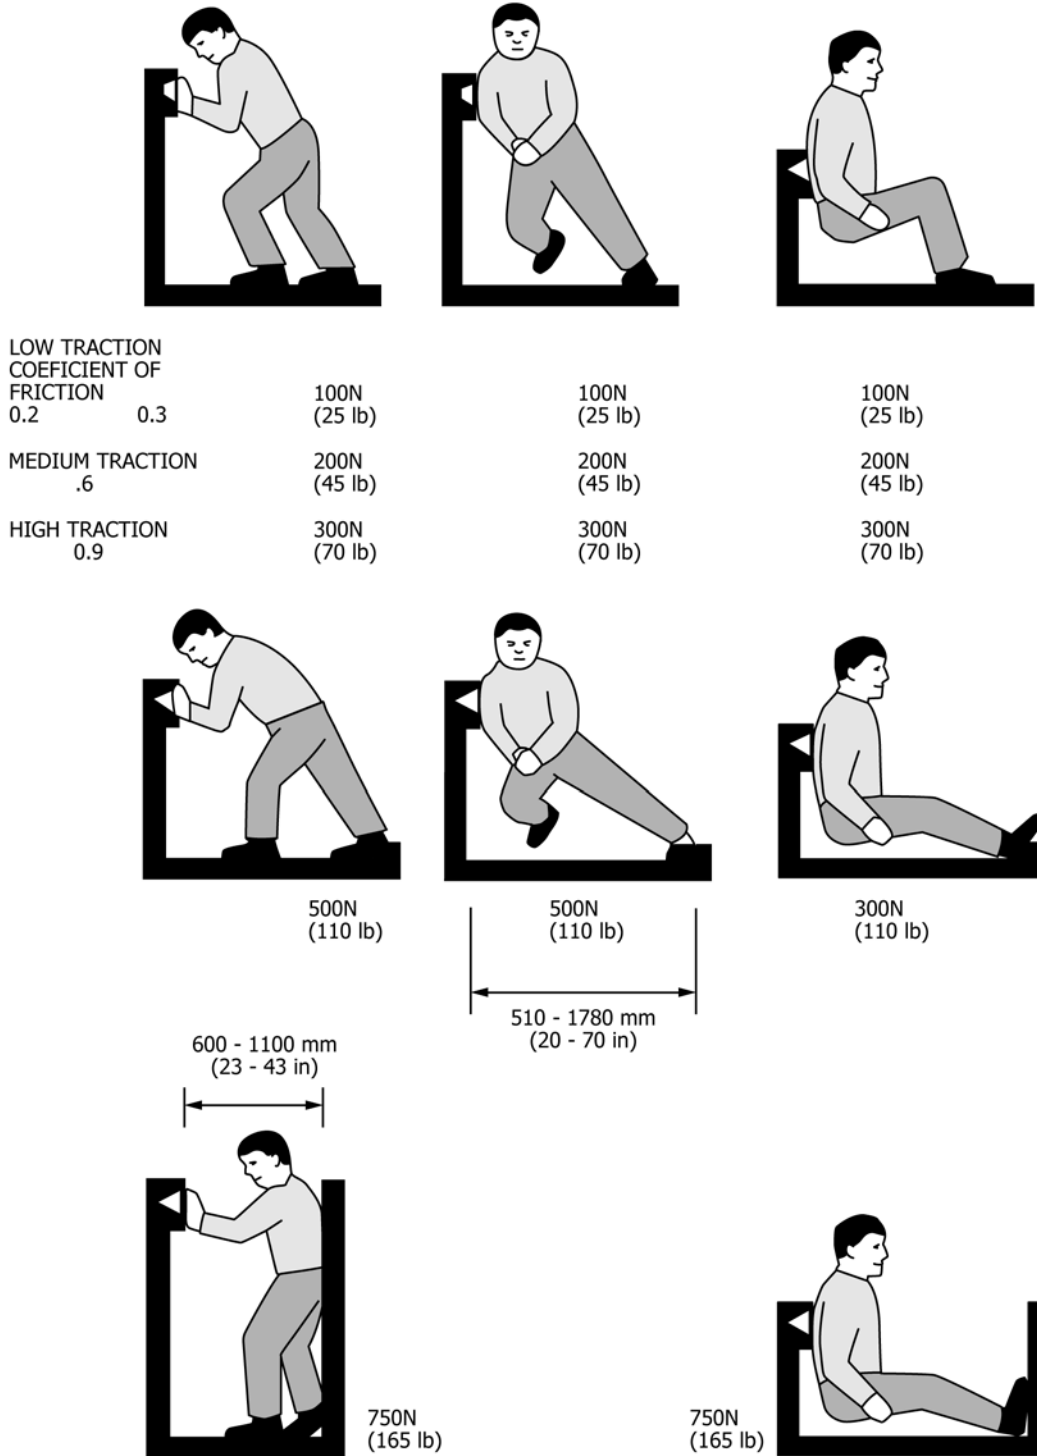 LOW TRACTION
COEFICIENT OF
FRICTION
0.2 0.3
100N
(25 lb)
100N
(25 lb)
100N
(25 lb)
MEDIUM TRACTION
.6
200N
(45 lb)
200N
(45 lb)
200N
(45 lb)
HIGH TRACTION
0.9
300N
(70 lb)
300N
(70 lb)
300N
(70 lb)
500N
(110 lb)
500N
(110 lb)
300N
(110 lb)
510 - 1780 mm
(20 - 70 in)
600 - 1100 mm
(23 - 43 in)
750N
(165 lb)
750N
(165 lb)